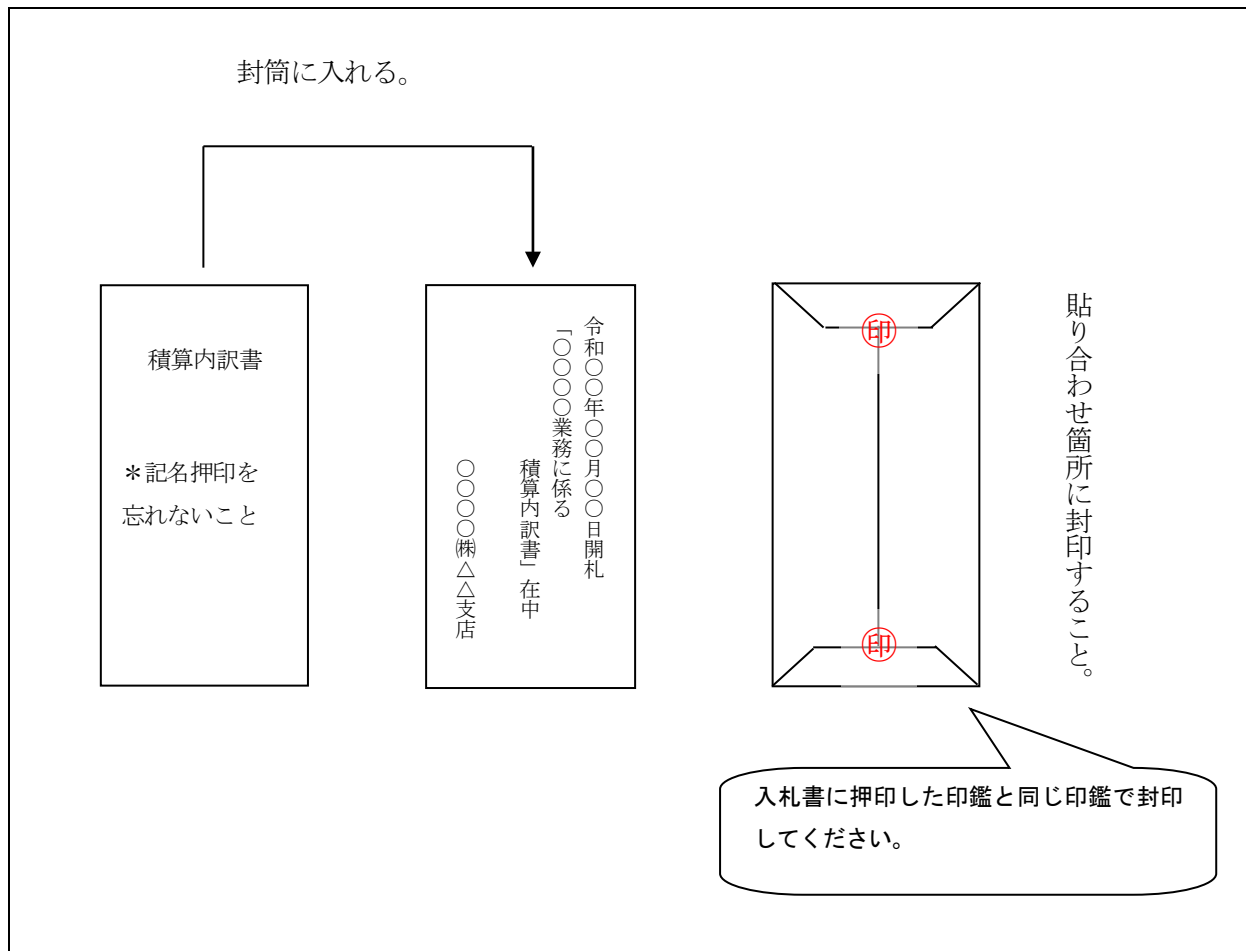 封筒に入れる。
積算内訳書
＊記名押印を
忘れないこと
令和〇〇年〇〇月〇〇日開札
「〇〇〇〇業務に係る
積算内訳書」在中
〇〇〇〇㈱△△支店
印
印
貼り合わせ箇所に封印すること。
入札書に押印した印鑑と同じ印鑑で封印
してください。